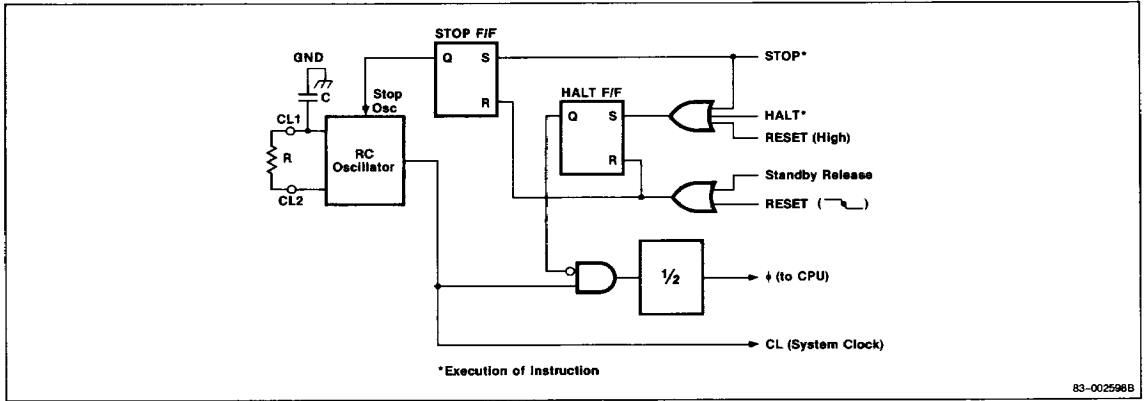 STOP F/F
GND
Q S
STOP*
C
Stop
Osc
R
HALT F/F
CL1
Q S
HALT*
RESET (High)
R
RC
Oscillator
R
Standby Release
CL2
RESET ( )
1/2
ϕ (to CPU)
CL (System Clock)
*Execution of Instruction
83-002598B